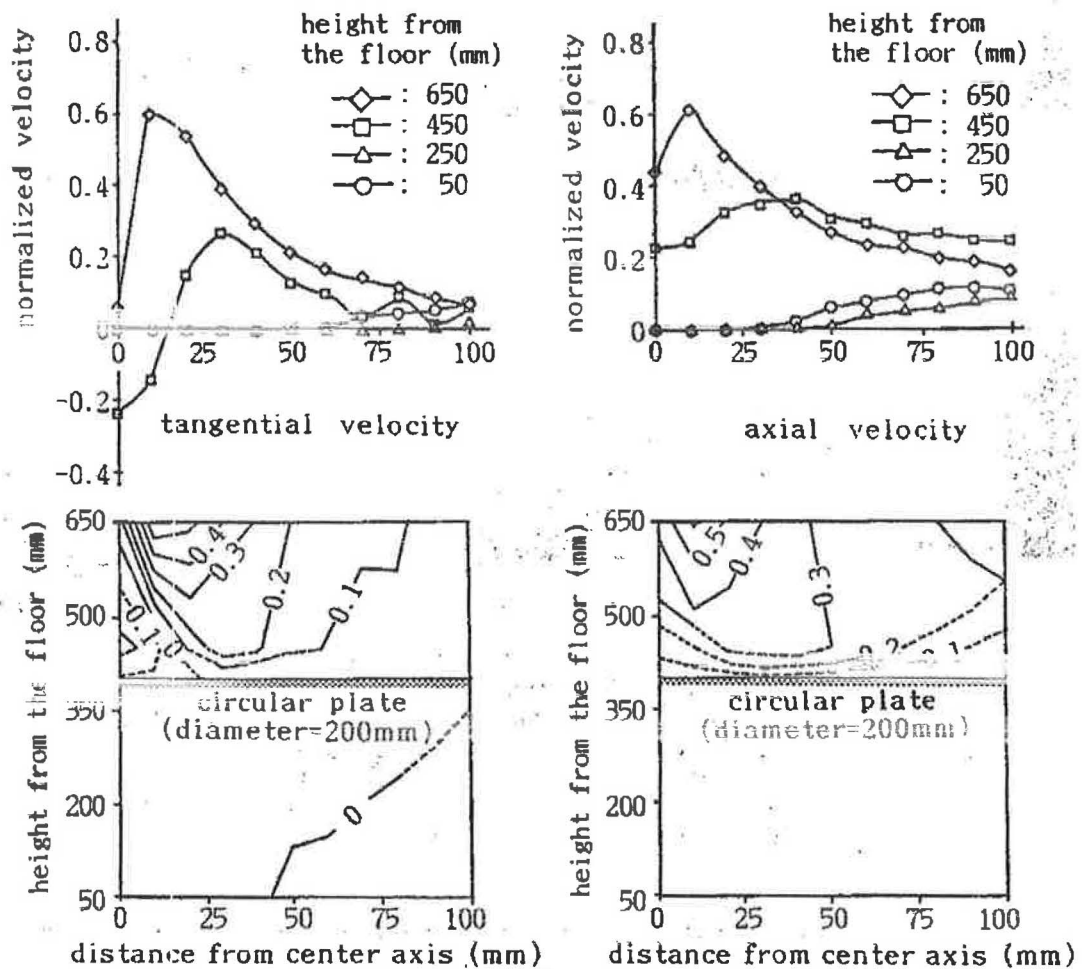 normalized velocity
0.8
0.6
0.4
0.2
0
-0.2
-0.4
height from
the floor (mm)
: 650
: 450
: 250
: 50
0 25 50 75 100
tangential velocity
normalized velocity
0.8
0.6
0.4
0.2
0
height from
the floor (mm)
: 650
: 450
: 250
: 50
0 25 50 75 100
axial velocity
height from the floor (mm)
650
500
350
200
50
0.4
0.3
0.2
0.1
0.1
0
circular plate
(diameter=200mm)
0
0 25 50 75 100
distance from center axis (mm)
height from the floor (mm)
650
500
350
200
50
0.5
0.4
0.3
0.2
0.1
circular plate
(diameter=200mm)
0 25 50 75 100
distance from center axis (mm)